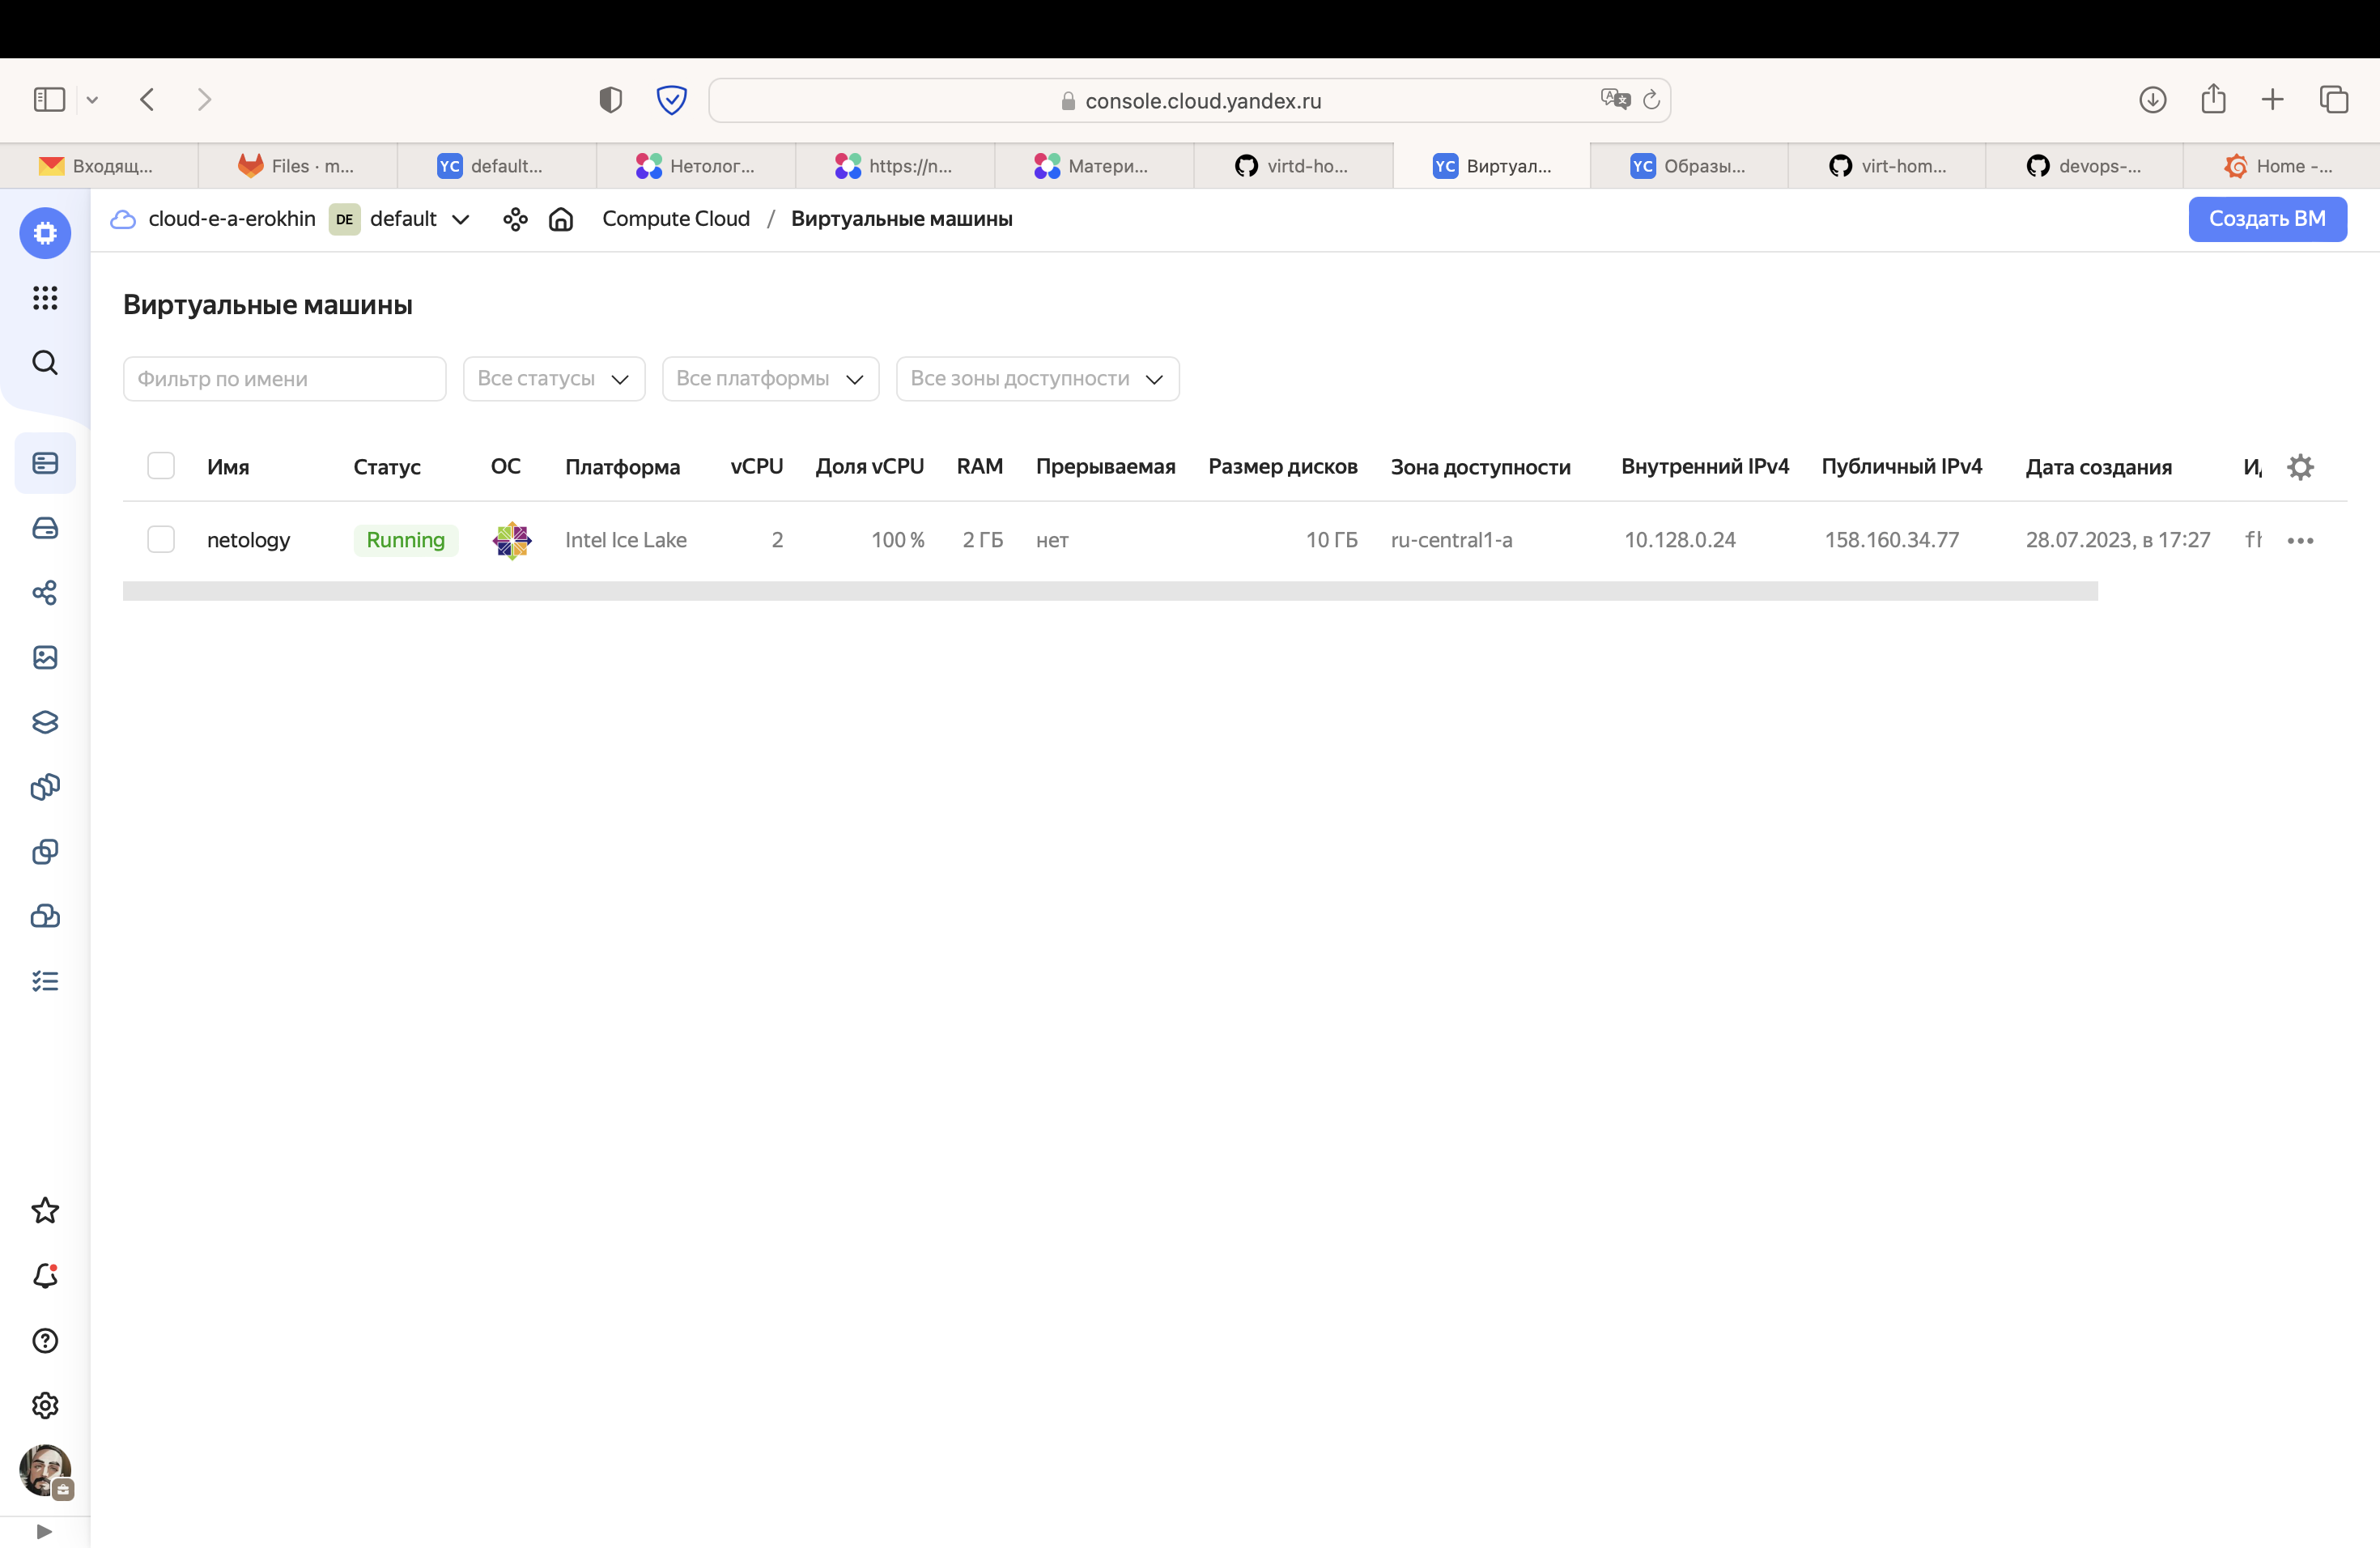 console.cloud.yandex.ru
Входящ... Files · m... YC default... Нетолог... https://n... Матери... virtd-ho... YC Виртуал... YC Образы... virt-hom... devops-... Home -...
cloud-e-a-erokhin DE default Compute Cloud / Виртуальные машины Создать ВМ
Виртуальные машины
Фильтр по имени Все статусы Все платформы Все зоны доступности
Имя Статус ОС Платформа vCPU Доля vCPU RAM Прерываемая Размер дисков Зона доступности Внутренний IPv4 Публичный IPv4 Дата создания
netology Running Intel Ice Lake 2 100 % 2 ГБ нет 10 ГБ ru-central1-a 10.128.0.24 158.160.34.77 28.07.2023, в 17:27